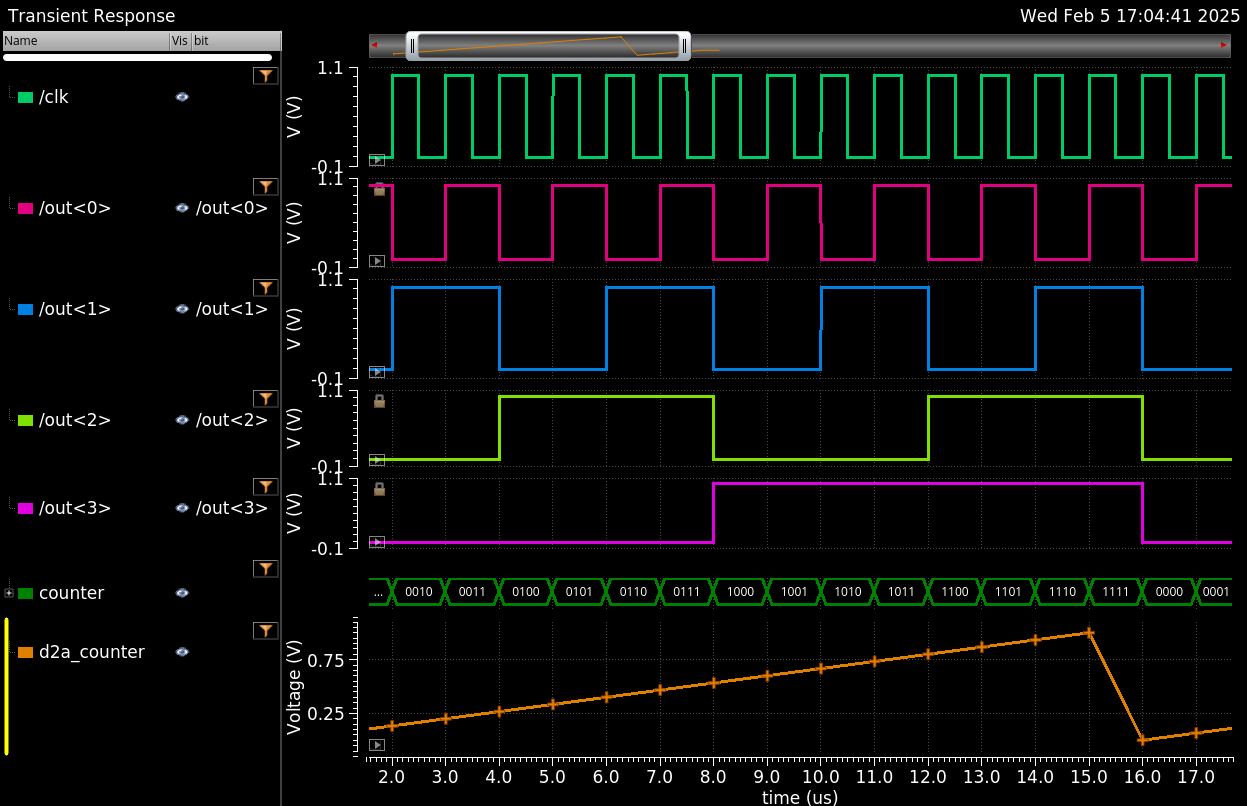 Transient Response
Wed Feb 5 17:04:41 2025
Name Vis bit
/clk
1.1
V (V)
-0.1
/out<0> /out<0>
1.1
V (V)
-0.1
/out<1> /out<1>
1.1
V (V)
-0.1
/out<2> /out<2>
1.1
V (V)
-0.1
/out<3> /out<3>
1.1
V (V)
-0.1
counter
... 0010 0011 0100 0101 0110 0111 1000 1001 1010 1011 1100 1101 1110 1111 0000 0001
d2a_counter
Voltage (V)
0.75
0.25
2.0 3.0 4.0 5.0 6.0 7.0 8.0 9.0 10.0 11.0 12.0 13.0 14.0 15.0 16.0 17.0
time (us)